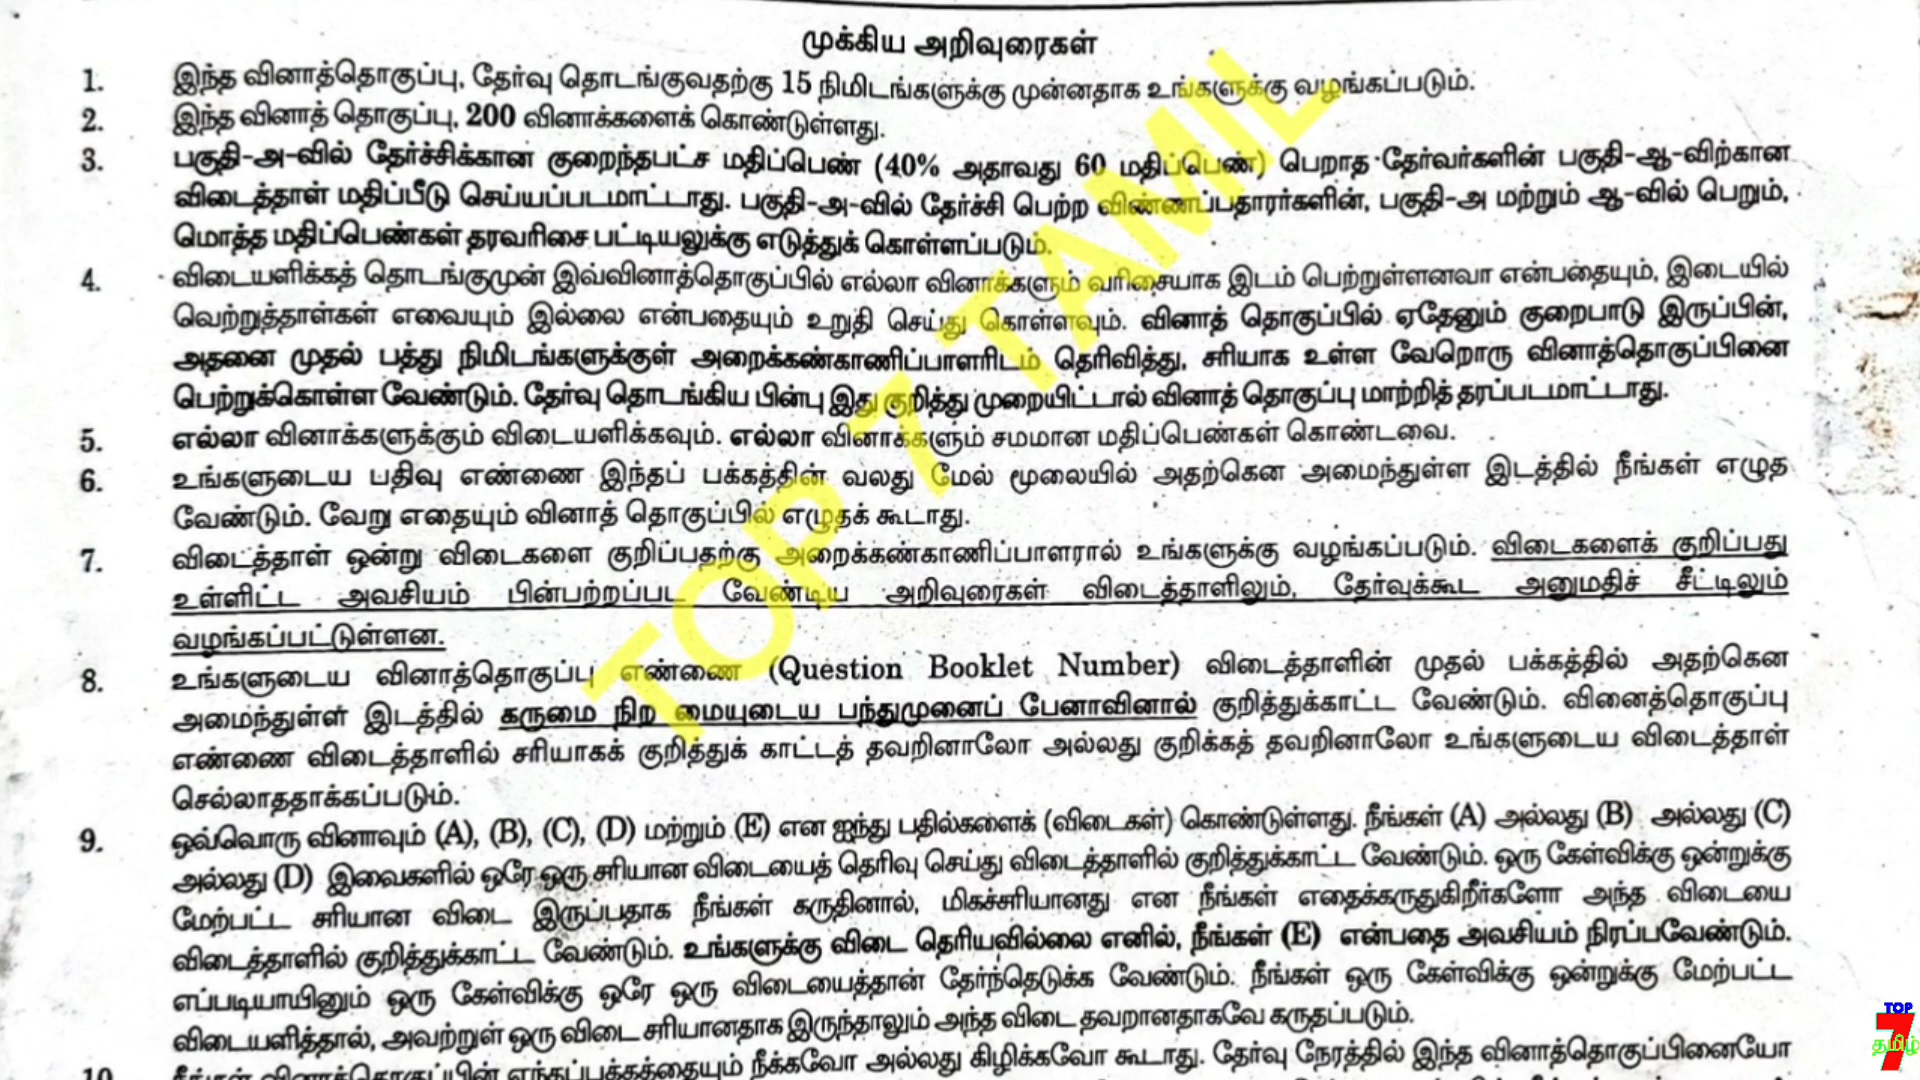 முக்கிய அறிவுரைகள்
1. இந்த வினாத்தொகுப்பு, தேர்வு தொடங்குவதற்கு 15 நிமிடங்களுக்கு முன்னதாக உங்களுக்கு வழங்கப்படும்.
2. இந்த வினாத் தொகுப்பு, 200 வினாக்களைக் கொண்டுள்ளது.
3. பகுதி-அ-வில் தேர்ச்சிக்கான குறைந்தபட்ச மதிப்பெண் (40% அதாவது 60 மதிப்பெண்) பெறாத தேர்வர்களின் பகுதி-ஆ-விற்கான
விடைத்தாள் மதிப்பீடு செய்யப்படமாட்டாது. பகுதி-அ-வில் தேர்ச்சி பெற்ற விண்ணப்பதாரர்களின், பகுதி-அ மற்றும் ஆ-வில் பெறும்,
மொத்த மதிப்பெண்கள் தரவரிசை பட்டியலுக்கு எடுத்துக் கொள்ளப்படும்.
4. விடையளிக்கத் தொடங்குமுன் இவ்வினாத்தொகுப்பில் எல்லா வினாக்களும் வரிசையாக இடம் பெற்றுள்ளனவா என்பதையும், இடையில்
வெற்றுத்தாள்கள் எவையும் இல்லை என்பதையும் உறுதி செய்து கொள்ளவும். வினாத் தொகுப்பில் ஏதேனும் குறைபாடு இருப்பின்,
அதனை முதல் பத்து நிமிடங்களுக்குள் அறைக்கண்காணிப்பாளரிடம் தெரிவித்து, சரியாக உள்ள வேறொரு வினாத்தொகுப்பினை
பெற்றுக்கொள்ள வேண்டும். தேர்வு தொடங்கிய பின்பு இது குறித்து முறையிட்டால் வினாத் தொகுப்பு மாற்றித் தரப்படமாட்டாது.
5. எல்லா வினாக்களுக்கும் விடையளிக்கவும். எல்லா வினாக்களும் சமமான மதிப்பெண்கள் கொண்டவை.
6. உங்களுடைய பதிவு எண்ணை இந்தப் பக்கத்தின் வலது மேல் மூலையில் அதற்கென அமைந்துள்ள இடத்தில் நீங்கள் எழுத
வேண்டும். வேறு எதையும் வினாத் தொகுப்பில் எழுதக் கூடாது.
7. விடைத்தாள் ஒன்று விடைகளை குறிப்பதற்கு அறைக்கண்காணிப்பாளரால் உங்களுக்கு வழங்கப்படும். விடைகளைக் குறிப்பது
உள்ளிட்ட அவசியம் பின்பற்றப்பட வேண்டிய அறிவுரைகள் விடைத்தாளிலும், தேர்வுக்கூட அனுமதிச் சீட்டிலும்
வழங்கப்பட்டுள்ளன.
8. உங்களுடைய வினாத்தொகுப்பு எண்ணை (Question Booklet Number) விடைத்தாளின் முதல் பக்கத்தில் அதற்கென
அமைந்துள்ள இடத்தில் கருமை நிற மையுடைய பந்துமுனைப் பேனாவினால் குறித்துக்காட்ட வேண்டும். வினைத்தொகுப்பு
எண்ணை விடைத்தாளில் சரியாகக் குறித்துக் காட்டத் தவறினாலோ அல்லது குறிக்கத் தவறினாலோ உங்களுடைய விடைத்தாள்
செல்லாததாக்கப்படும்.
9. ஒவ்வொரு வினாவும் (A), (B), (C), (D) மற்றும் (E) என ஐந்து பதில்களைக் (விடைகள்) கொண்டுள்ளது. நீங்கள் (A) அல்லது (B) அல்லது (C)
அல்லது (D) இவைகளில் ஒரே ஒரு சரியான விடையைத் தெரிவு செய்து விடைத்தாளில் குறித்துக்காட்ட வேண்டும். ஒரு கேள்விக்கு ஒன்றுக்கு
மேற்பட்ட சரியான விடை இருப்பதாக நீங்கள் கருதினால், மிகச்சரியானது என நீங்கள் எதைக்கருதுகிறீர்களோ அந்த விடையை
விடைத்தாளில் குறித்துக்காட்ட வேண்டும். உங்களுக்கு விடை தெரியவில்லை எனில், நீங்கள் (E) என்பதை அவசியம் நிரப்பவேண்டும்.
எப்படியாயினும் ஒரு கேள்விக்கு ஒரே ஒரு விடையைத்தான் தேர்ந்தெடுக்க வேண்டும். நீங்கள் ஒரு கேள்விக்கு ஒன்றுக்கு மேற்பட்ட
விடையளித்தால், அவற்றுள் ஒரு விடை சரியானதாக இருந்தாலும் அந்த விடை தவறானதாகவே கருதப்படும்.
10. நீங்கள் வினாத்தொகுப்பின் எந்தப்பக்கத்தையும் நீக்கவோ அல்லது கிழிக்கவோ கூடாது. தேர்வு நேரத்தில் இந்த வினாத்தொகுப்பினையோ
TOP 7 TAMIL
TOP
7
தமிழ்